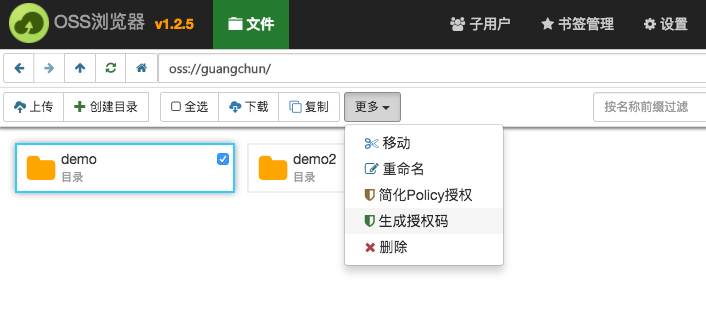 OSS浏览器 v1.2.5 文件 子用户 书签管理 设置
oss://guangchun/
上传 创建目录 全选 下载 复制 更多 按名称前缀过滤
demo demo2
目录 目录
移动
重命名
简化Policy授权
生成授权码
删除